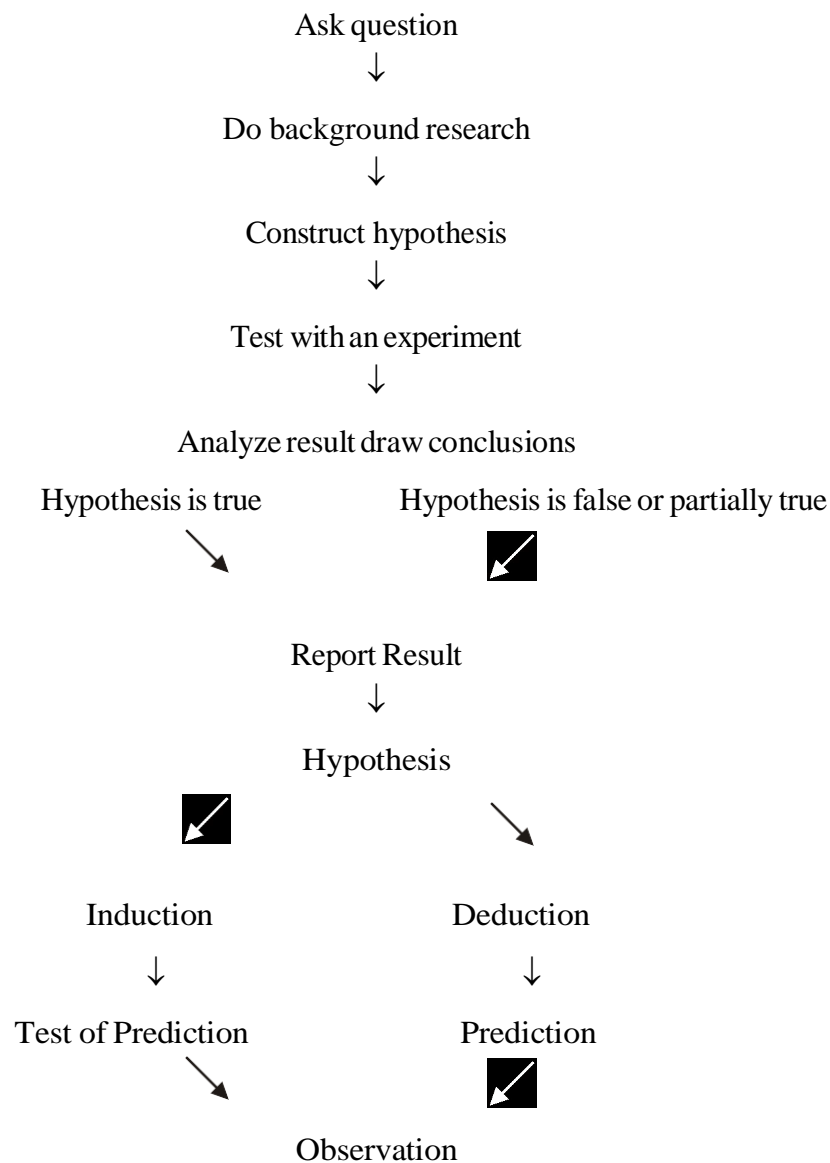 Ask question
Do background research
Construct hypothesis
Test with an experiment
Analyze result draw conclusions
Hypothesis is true Hypothesis is false or partially true
Report Result
Hypothesis
Induction Deduction
Test of Prediction Prediction
Observation